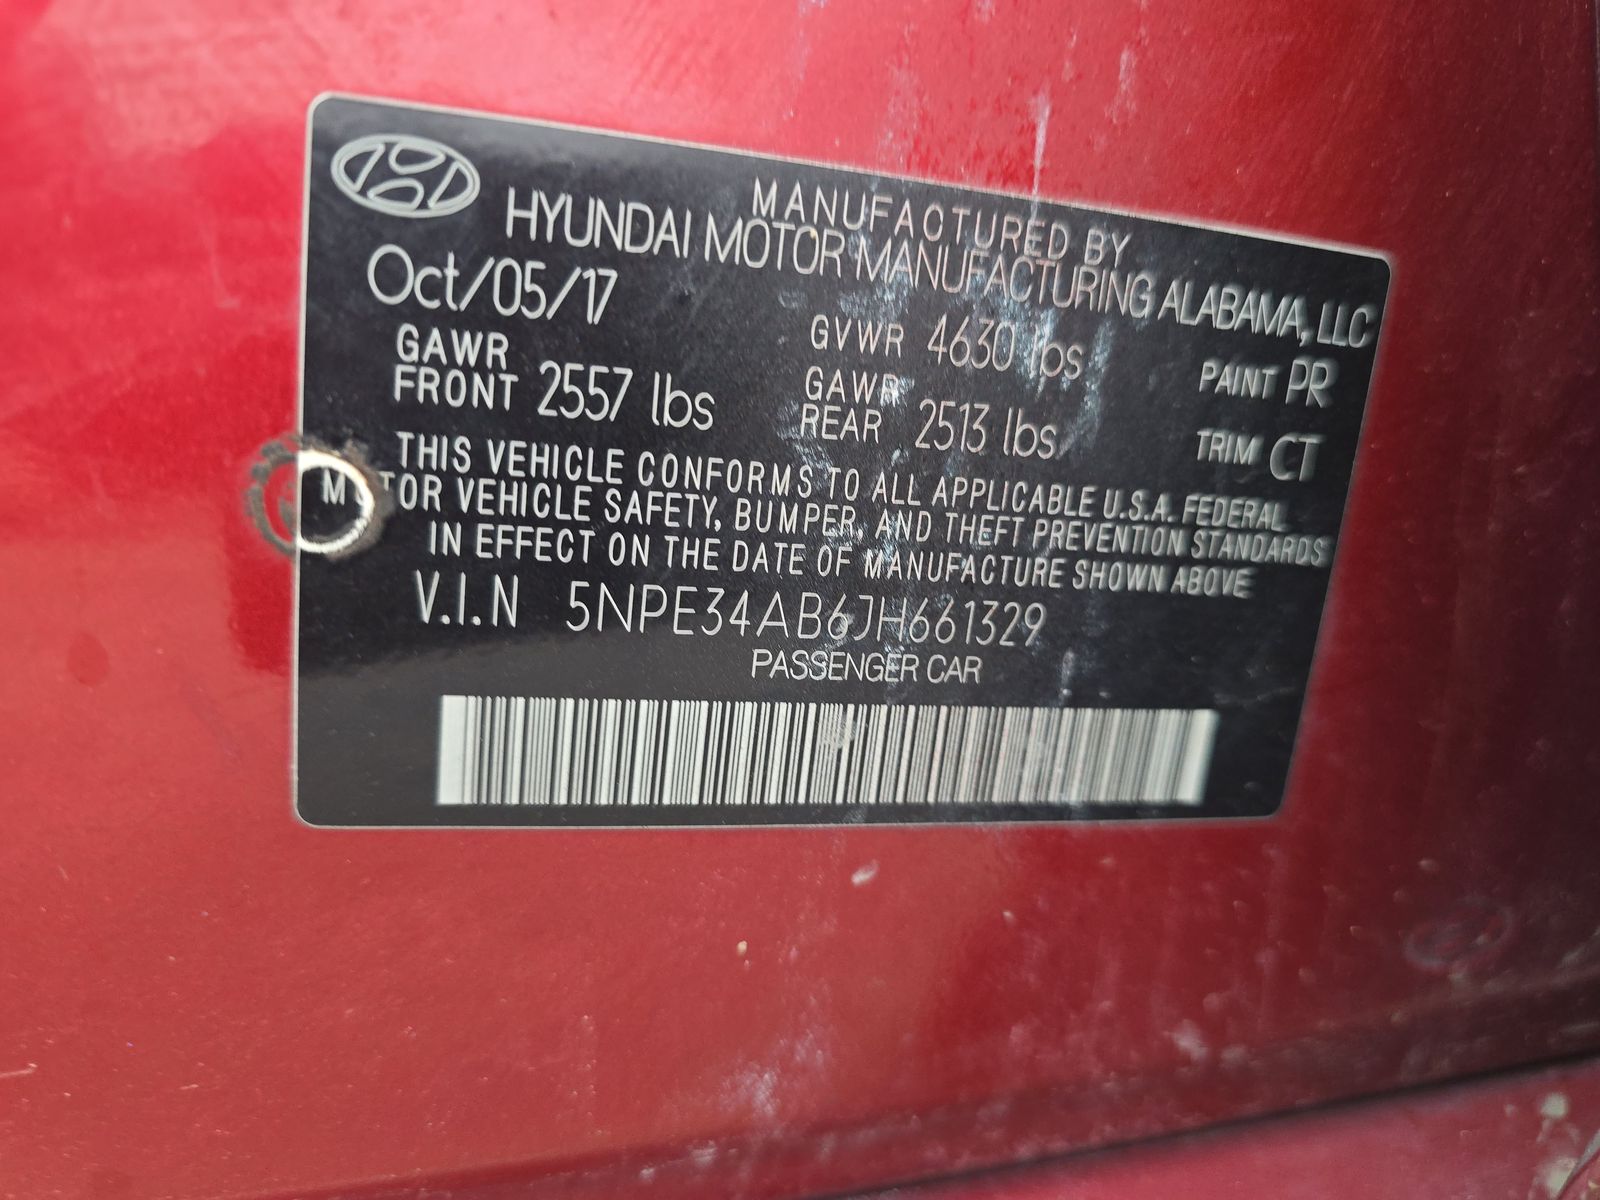 MANUFACTURED BY
HYUNDAI MOTOR MANUFACTURING ALABAMA, LLC
Oct/05/17
GVWR 4630 lbs
PAINT PR
GAWR
FRONT 2557 lbs
GAWR
REAR 2513 lbs
TRIM CT
THIS VEHICLE CONFORMS TO ALL APPLICABLE U.S.A. FEDERAL
MOTOR VEHICLE SAFETY, BUMPER, AND THEFT PREVENTION STANDARDS
IN EFFECT ON THE DATE OF MANUFACTURE SHOWN ABOVE
V.I.N 5NPE34AB6JH661329
PASSENGER CAR